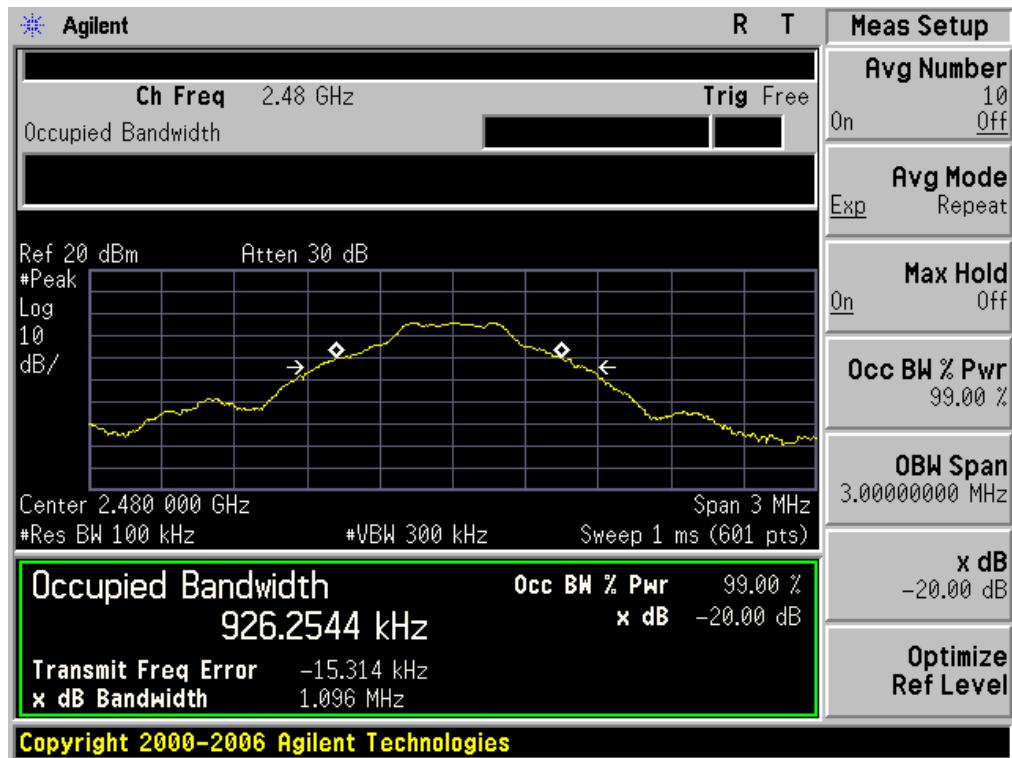 Agilent R T
Ch Freq 2.48 GHz Trig Free
Occupied Bandwidth
Ref 20 dBm Atten 30 dB
#Peak
Log
10
dB/
Center 2.480 000 GHz Span 3 MHz
#Res BW 100 kHz #VBW 300 kHz Sweep 1 ms (601 pts)
Occupied Bandwidth Occ BW % Pwr 99.00 %
926.2544 kHz x dB -20.00 dB
Transmit Freq Error -15.314 kHz
x dB Bandwidth 1.096 MHz
Copyright 2000-2006 Agilent Technologies
Meas Setup
Avg Number
10
On Off
Avg Mode
Exp Repeat
Max Hold
On Off
Occ BW % Pwr
99.00 %
OBW Span
3.00000000 MHz
x dB
-20.00 dB
Optimize
Ref Level